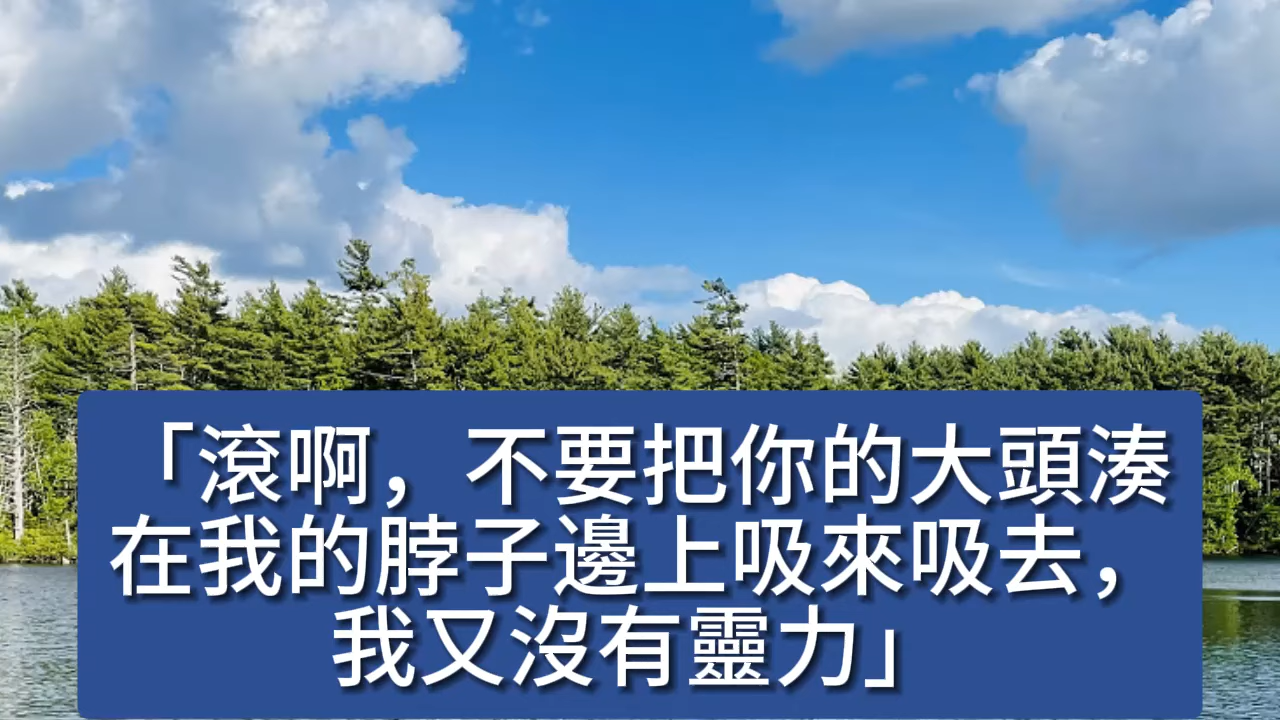 「滾啊，不要把你的大頭湊
在我的脖子邊上吸來吸去，
我又沒有靈力」